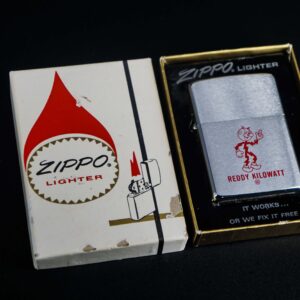 ZIPPO
LIGHTER
ZIPPO LIGHTER
REDDY KILOWATT
®
IT WORKS...
OR WE FIX IT FREE